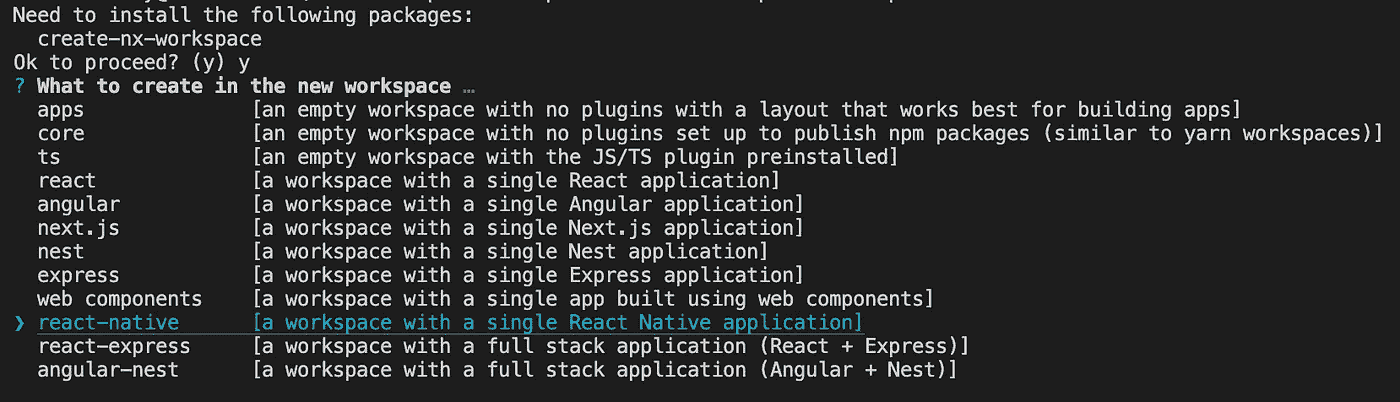 Need to install the following packages:
  create-nx-workspace
Ok to proceed? (y) y
? What to create in the new workspace …
  apps            [an empty workspace with no plugins with a layout that works best for building apps]
  core            [an empty workspace with no plugins set up to publish npm packages (similar to yarn workspaces)]
  ts              [an empty workspace with the JS/TS plugin preinstalled]
  react           [a workspace with a single React application]
  angular         [a workspace with a single Angular application]
  next.js         [a workspace with a single Next.js application]
  nest            [a workspace with a single Nest application]
  express         [a workspace with a single Express application]
  web components  [a workspace with a single app built using web components]
❯ react-native    [a workspace with a single React Native application]
  react-express   [a workspace with a full stack application (React + Express)]
  angular-nest    [a workspace with a full stack application (Angular + Nest)]